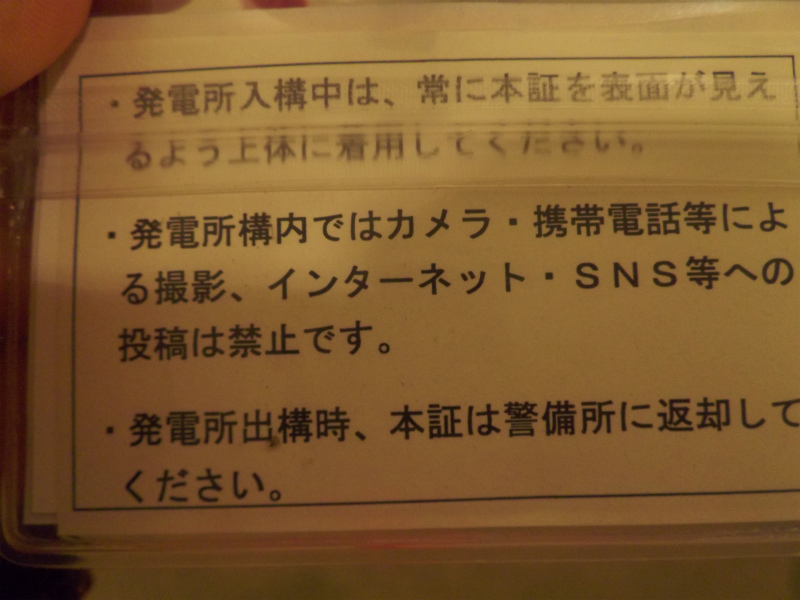 ・発電所入構中は、常に本証を表面が見え
るよう上体に着用してください。
・発電所構内ではカメラ・携帯電話等によ
る撮影、インターネット・ＳＮＳ等への
投稿は禁止です。
・発電所出構時、本証は警備所に返却して
ください。